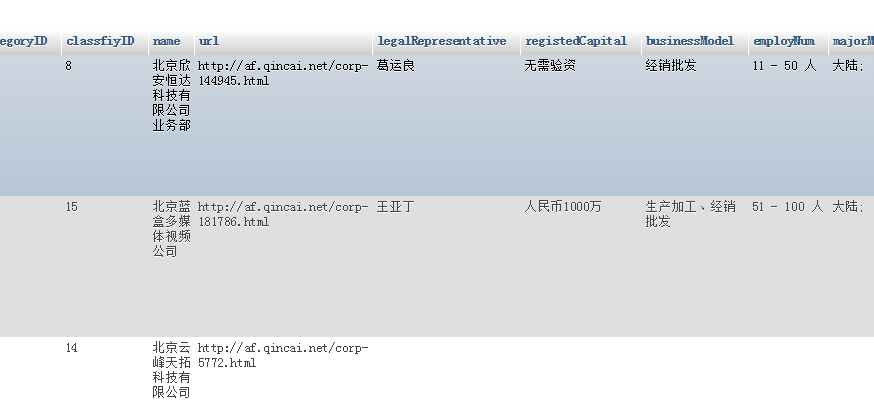 egoryID classfiyID name url legalRepresentative registedCapital businessModel employNum majorM
8 北京欣 http://af.qincai.net/corp- 葛运良 无需验资 经销批发 11 - 50 人 大陆;
安恒达 144945.html
科技有
限公司
业务部
15 北京蓝 http://af.qincai.net/corp- 王亚丁 人民币1000万 生产加工、经销 51 - 100 人 大陆;
盒多媒 181786.html 批发
体视频
公司
14 北京云 http://af.qincai.net/corp-
峰天拓 5772.html
科技有
限公司